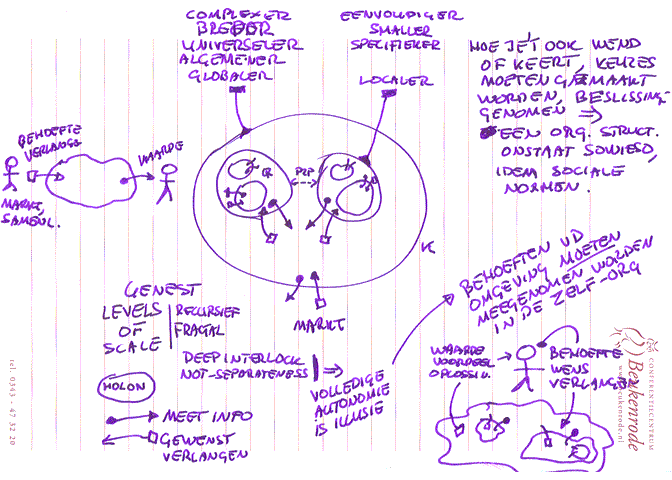 COMPLEXER
BREDER
UNIVERSELER
ALGEMENER
GLOBALER
EENVOUDIGER
SMALLER
SPECIFIEKER
LOCALER
HOE JE'T OOK WEND
OF KEERT, KEUZES
MOETEN GEMAAKT
WORDEN, BESLISSING
GENOMEN ⇒
EEN ORG. STRUCT.
ONSTAAT SOWIESO,
IDEM SOCIALE
NORMEN.
BEHOEFTE
VERLANGEN
WAARDE
MARKT,
SAMENL.
P2P
K
MARKT
GENEST
LEVELS
OF
SCALE
RECURSIEF
FRACTAL
DEEP INTERLOCK
NOT-SEPARATENESS
⇒
VOLLEDIGE
AUTONOMIE
IS ILLUSIE
HOLON
MEET INFO
GEWENST
VERLANGEN
BEHOEFTEN VD
OMGEVING MOETEN
MEEGENOMEN WORDEN
IN DE ZELF-ORG
WAARDE
VOORDEEL
BEHOEFTE
WENS
VERLANGEN
CONFERENTIECENTRUM
Beukenrode
www.beukenrode.nl
tel. 0343 - 47 32 20